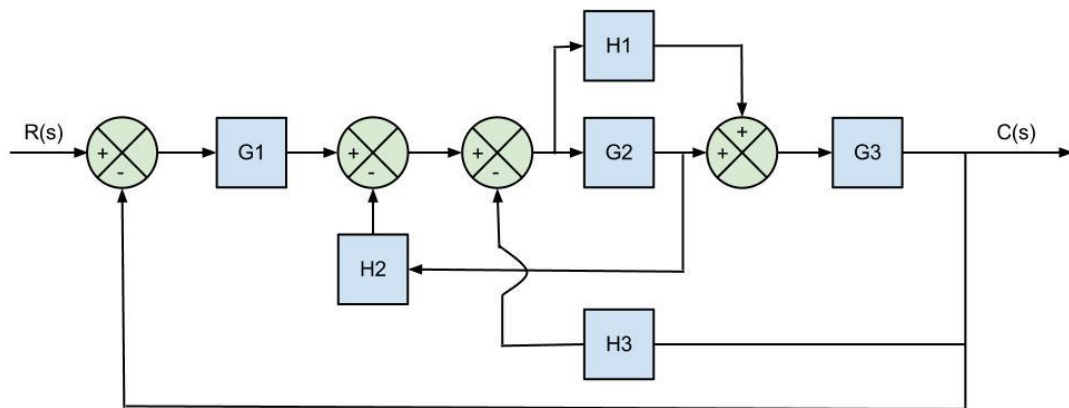 H1
R(s)
+
-
G1
+
-
+
-
G2
+
+
G3
C(s)
H2
H3